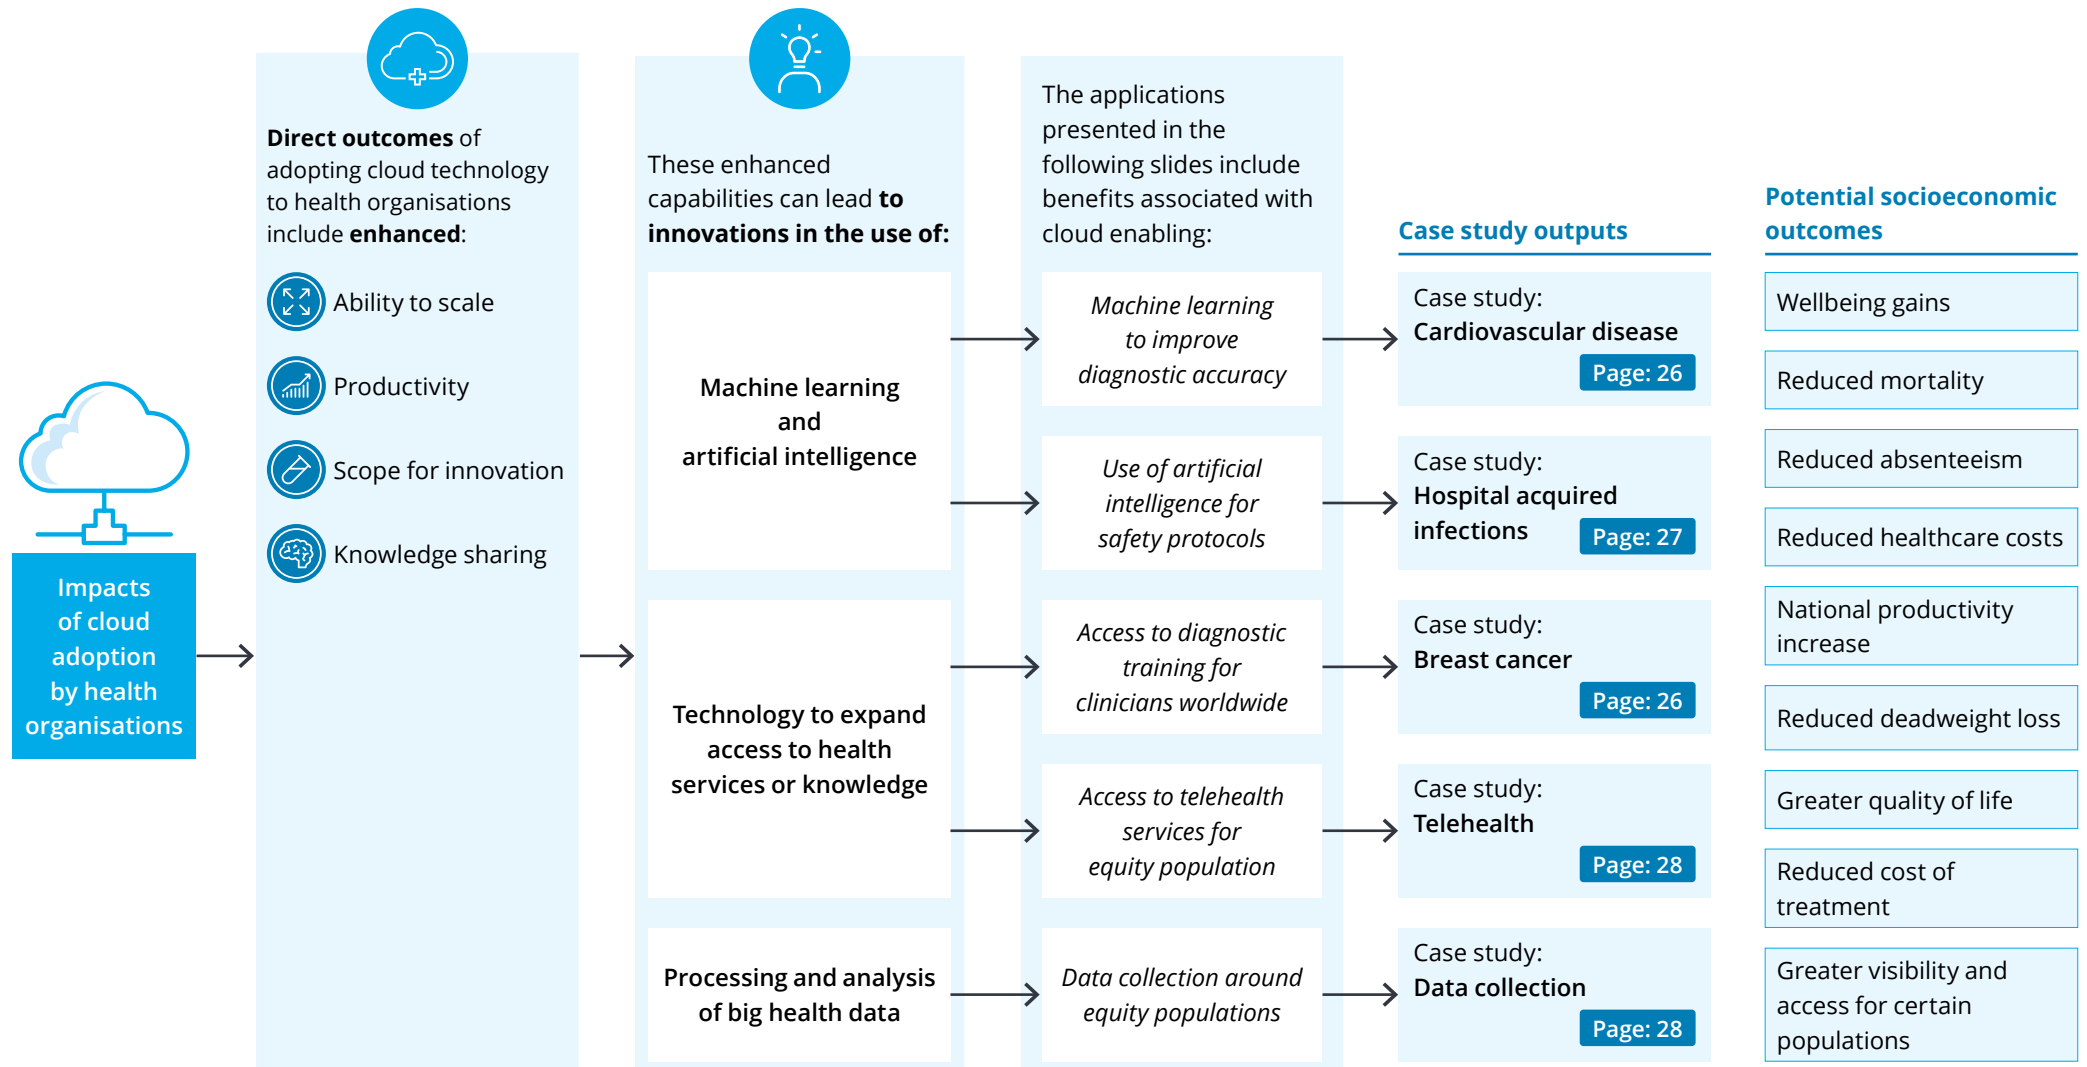 Impacts
of cloud
adoption
by health
organisations
Direct outcomes of
adopting cloud technology
to health organisations
include enhanced:
Ability to scale
Productivity
Scope for innovation
Knowledge sharing
These enhanced
capabilities can lead to
innovations in the use of:
Machine learning
and
artificial intelligence
Technology to expand
access to health
services or knowledge
Processing and analysis
of big health data
The applications
presented in the
following slides include
benefits associated with
cloud enabling:
Machine learning
to improve
diagnostic accuracy
Use of artificial
intelligence for
safety protocols
Access to diagnostic
training for
clinicians worldwide
Access to telehealth
services for
equity population
Data collection around
equity populations
Case study outputs
Case study:
Cardiovascular disease
Page: 26
Case study:
Hospital acquired
infections
Page: 27
Case study:
Breast cancer
Page: 26
Case study:
Telehealth
Page: 28
Case study:
Data collection
Page: 28
Potential socioeconomic
outcomes
Wellbeing gains
Reduced mortality
Reduced absenteeism
Reduced healthcare costs
National productivity
increase
Reduced deadweight loss
Greater quality of life
Reduced cost of
treatment
Greater visibility and
access for certain
populations